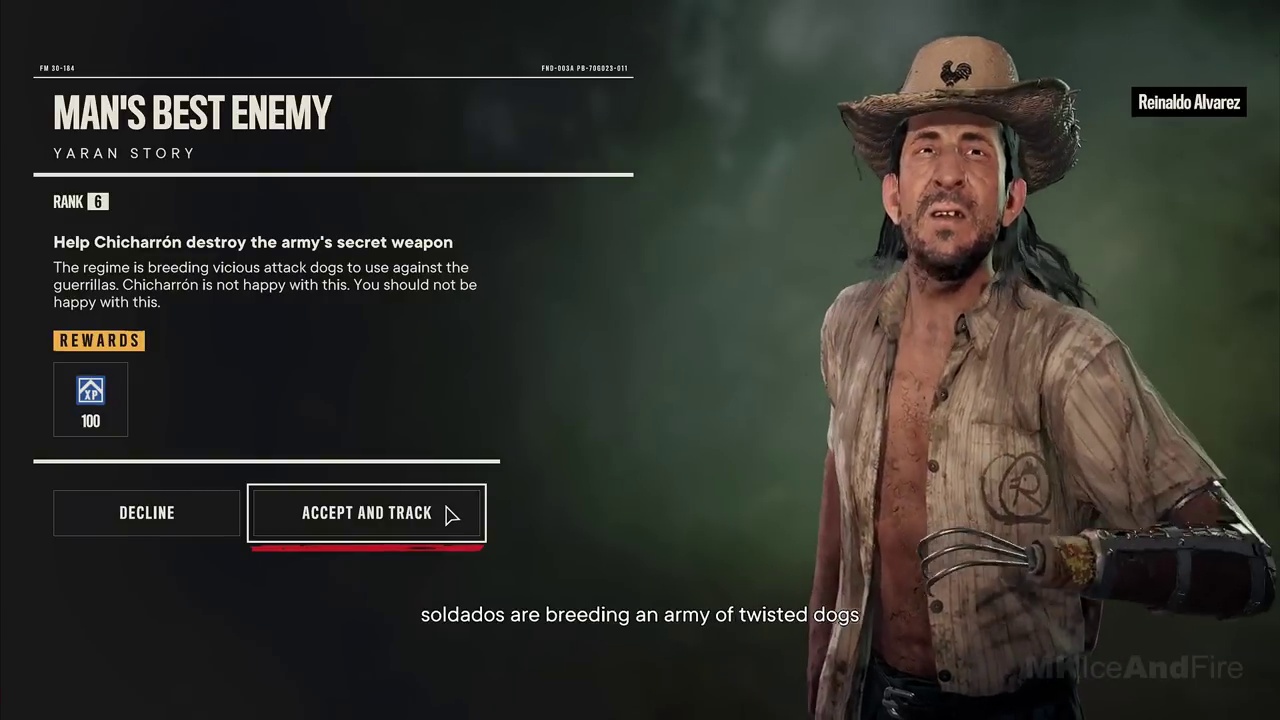 FM 30-184
FND-003A PB-706023-011
MAN'S BEST ENEMY
YARAN STORY
Reinaldo Alvarez
RANK 6
Help Chicharrón destroy the army's secret weapon
The regime is breeding vicious attack dogs to use against the
guerrillas. Chicharrón is not happy with this. You should not be
happy with this.
REWARDS
XP
100
DECLINE
ACCEPT AND TRACK
R
soldados are breeding an army of twisted dogs
MKIceAndFire